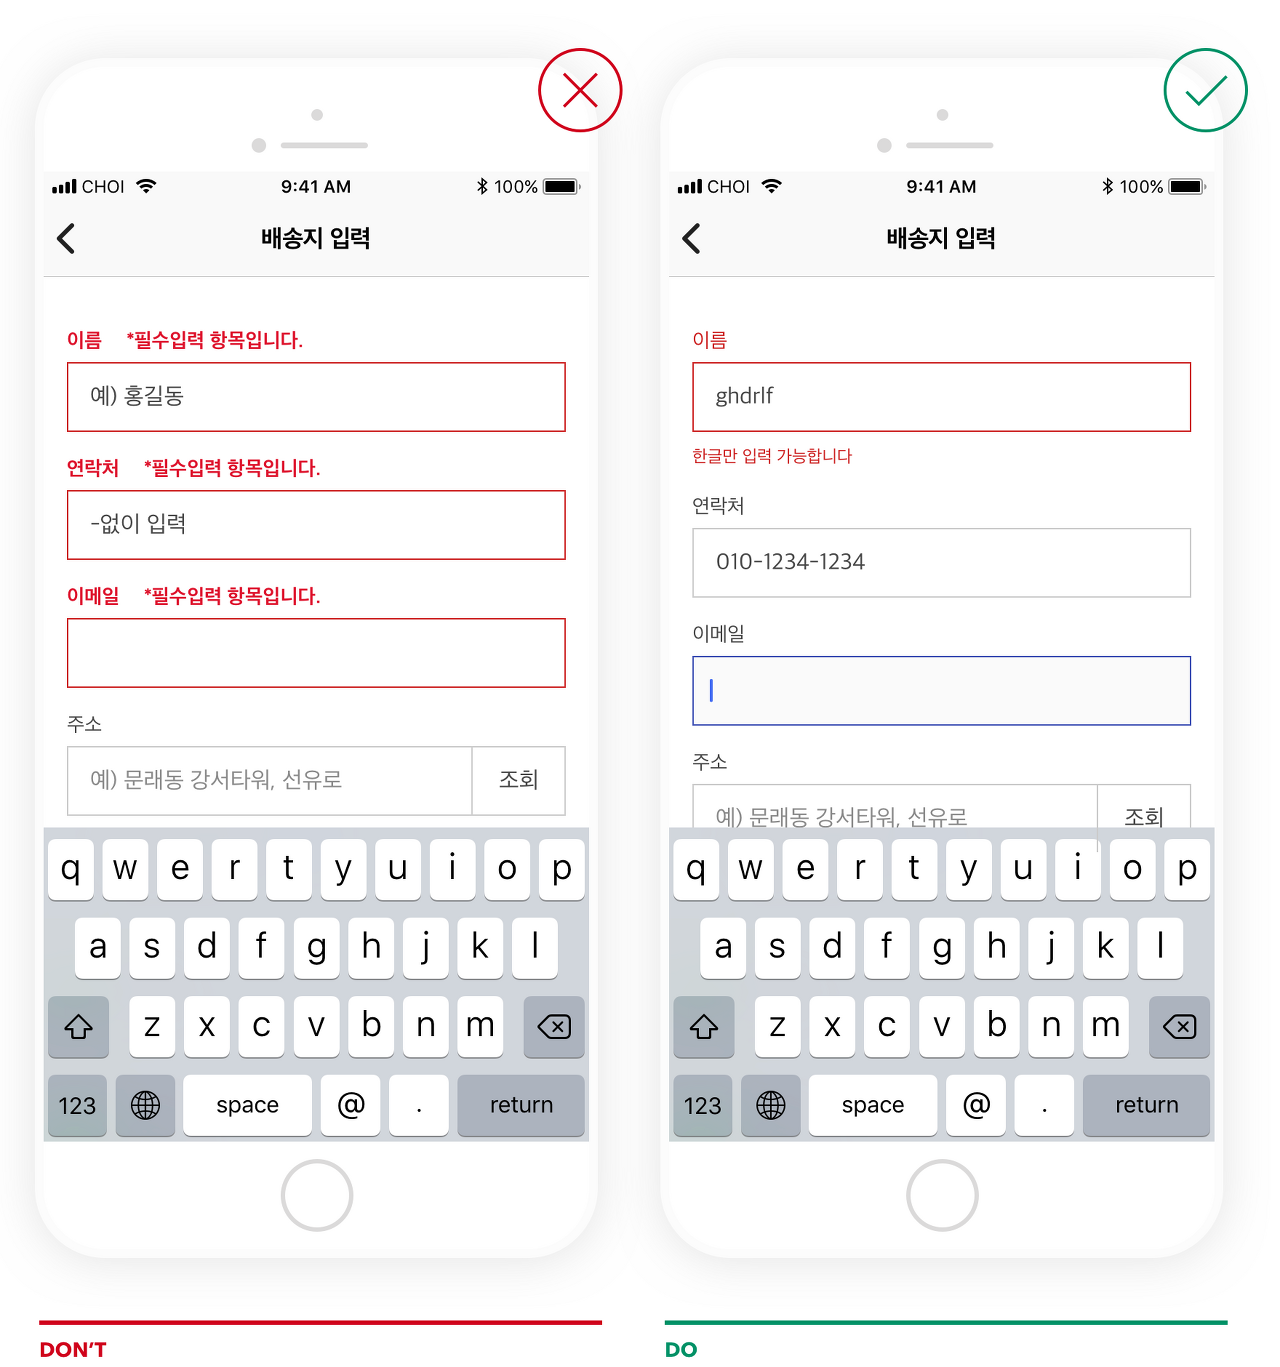 CHOI 9:41 AM 100%
배송지 입력
이름 *필수입력 항목입니다.
예) 홍길동
연락처 *필수입력 항목입니다.
-없이 입력
이메일 *필수입력 항목입니다.
주소
예) 문래동 강서타워, 선유로 조회
q w e r t y u i o p
a s d f g h j k l
z x c v b n m
123 space @ . return
DON'T
CHOI 9:41 AM 100%
배송지 입력
이름
ghdrlf
한글만 입력 가능합니다
연락처
010-1234-1234
이메일
주소
예) 문래동 강서타워, 선유로 조회
q w e r t y u i o p
a s d f g h j k l
z x c v b n m
123 space @ . return
DO